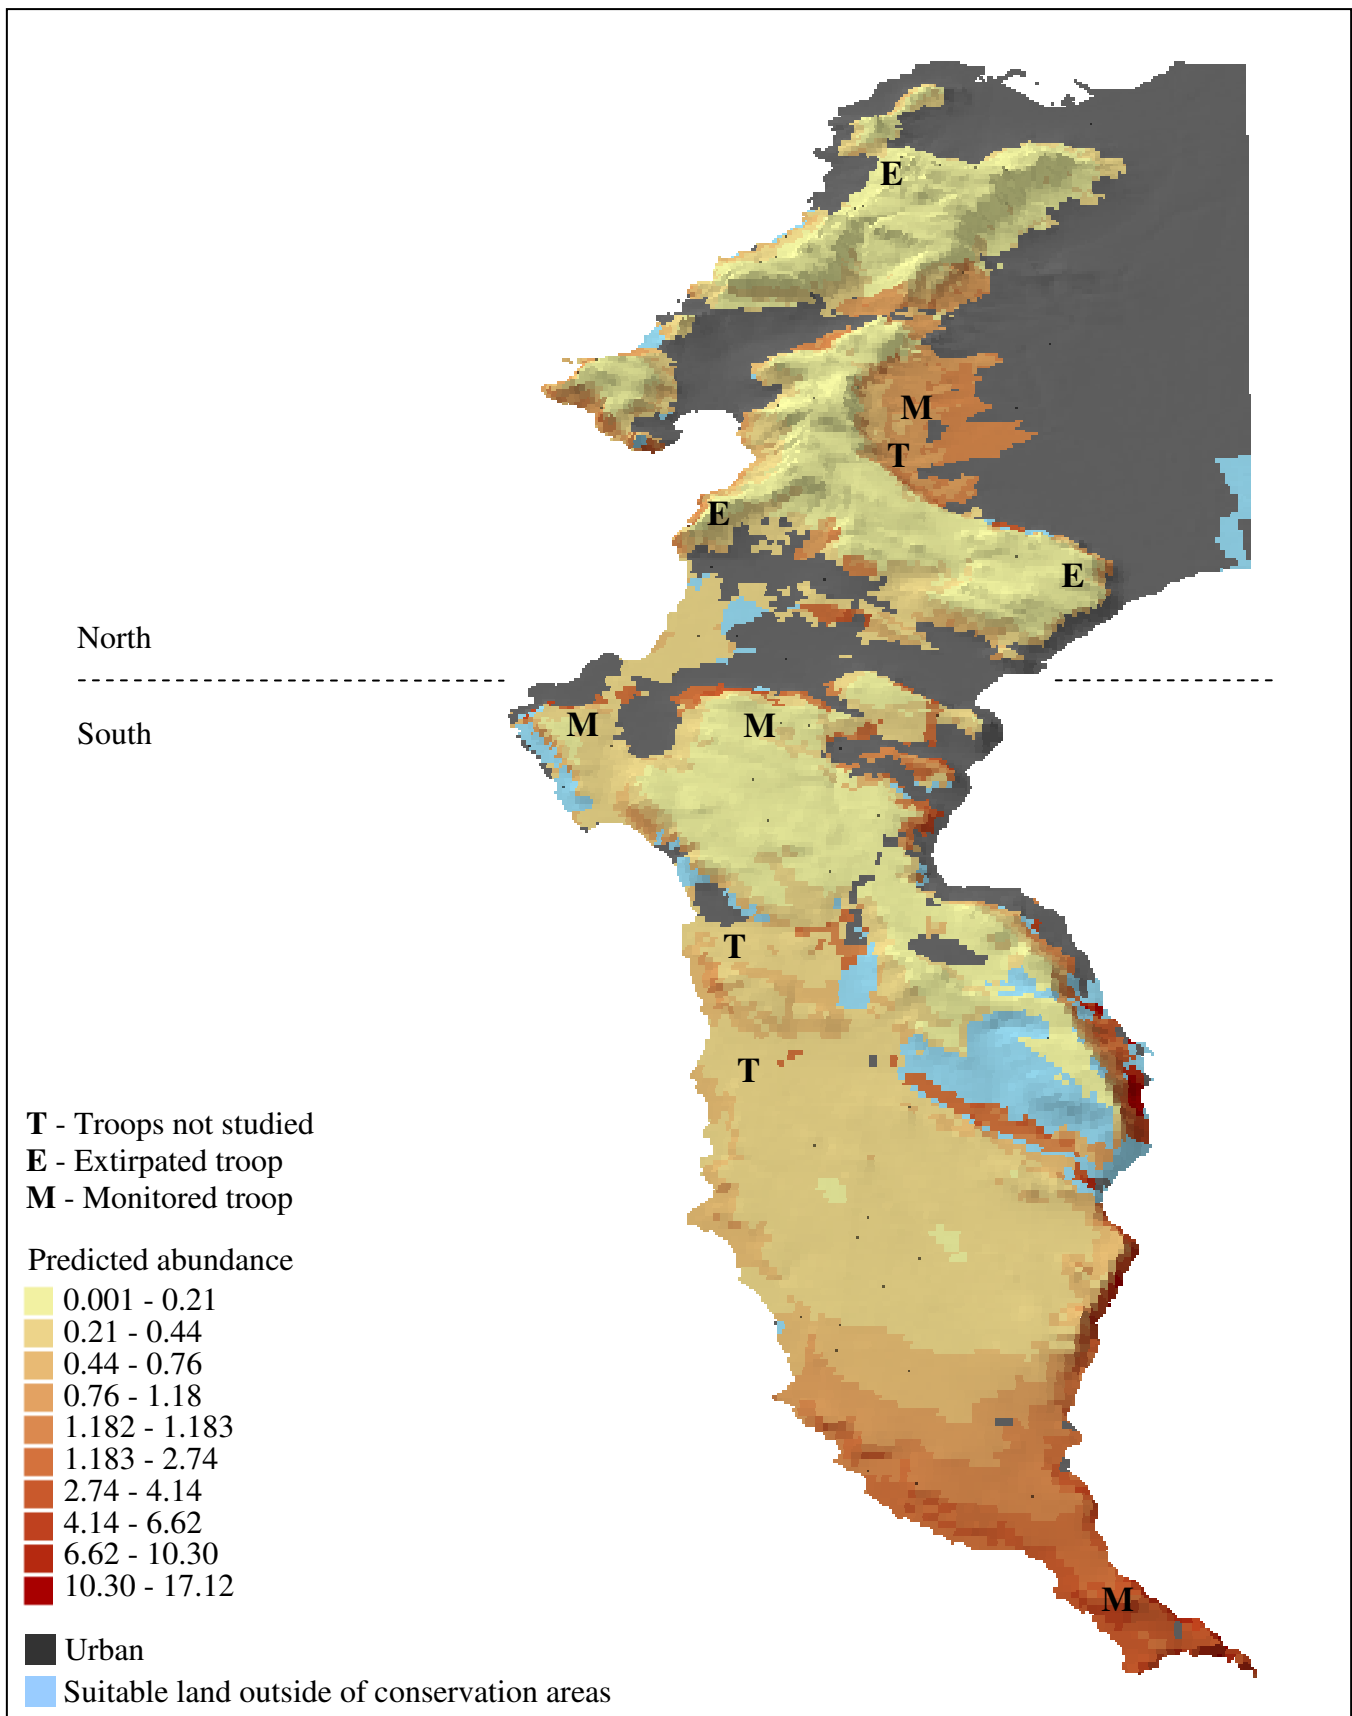 E
M
T
E
E
North
South
M
M
T
T
T - Troops not studied
E - Extirpated troop
M - Monitored troop
Predicted abundance
0.001 - 0.21
0.21 - 0.44
0.44 - 0.76
0.76 - 1.18
1.182 - 1.183
1.183 - 2.74
2.74 - 4.14
4.14 - 6.62
6.62 - 10.30
10.30 - 17.12
M
Urban
Suitable land outside of conservation areas